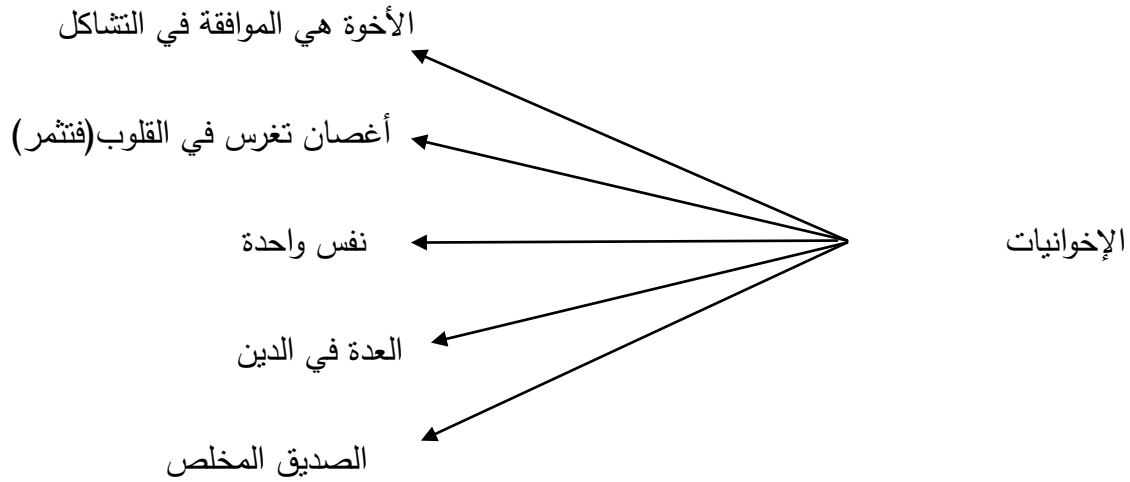 الأخوة هي الموافقة في التشاكل
أغصان تغرس في القلوب(فتثمر)
الإخوانيات
نفس واحدة
العدة في الدين
الصديق المخلص